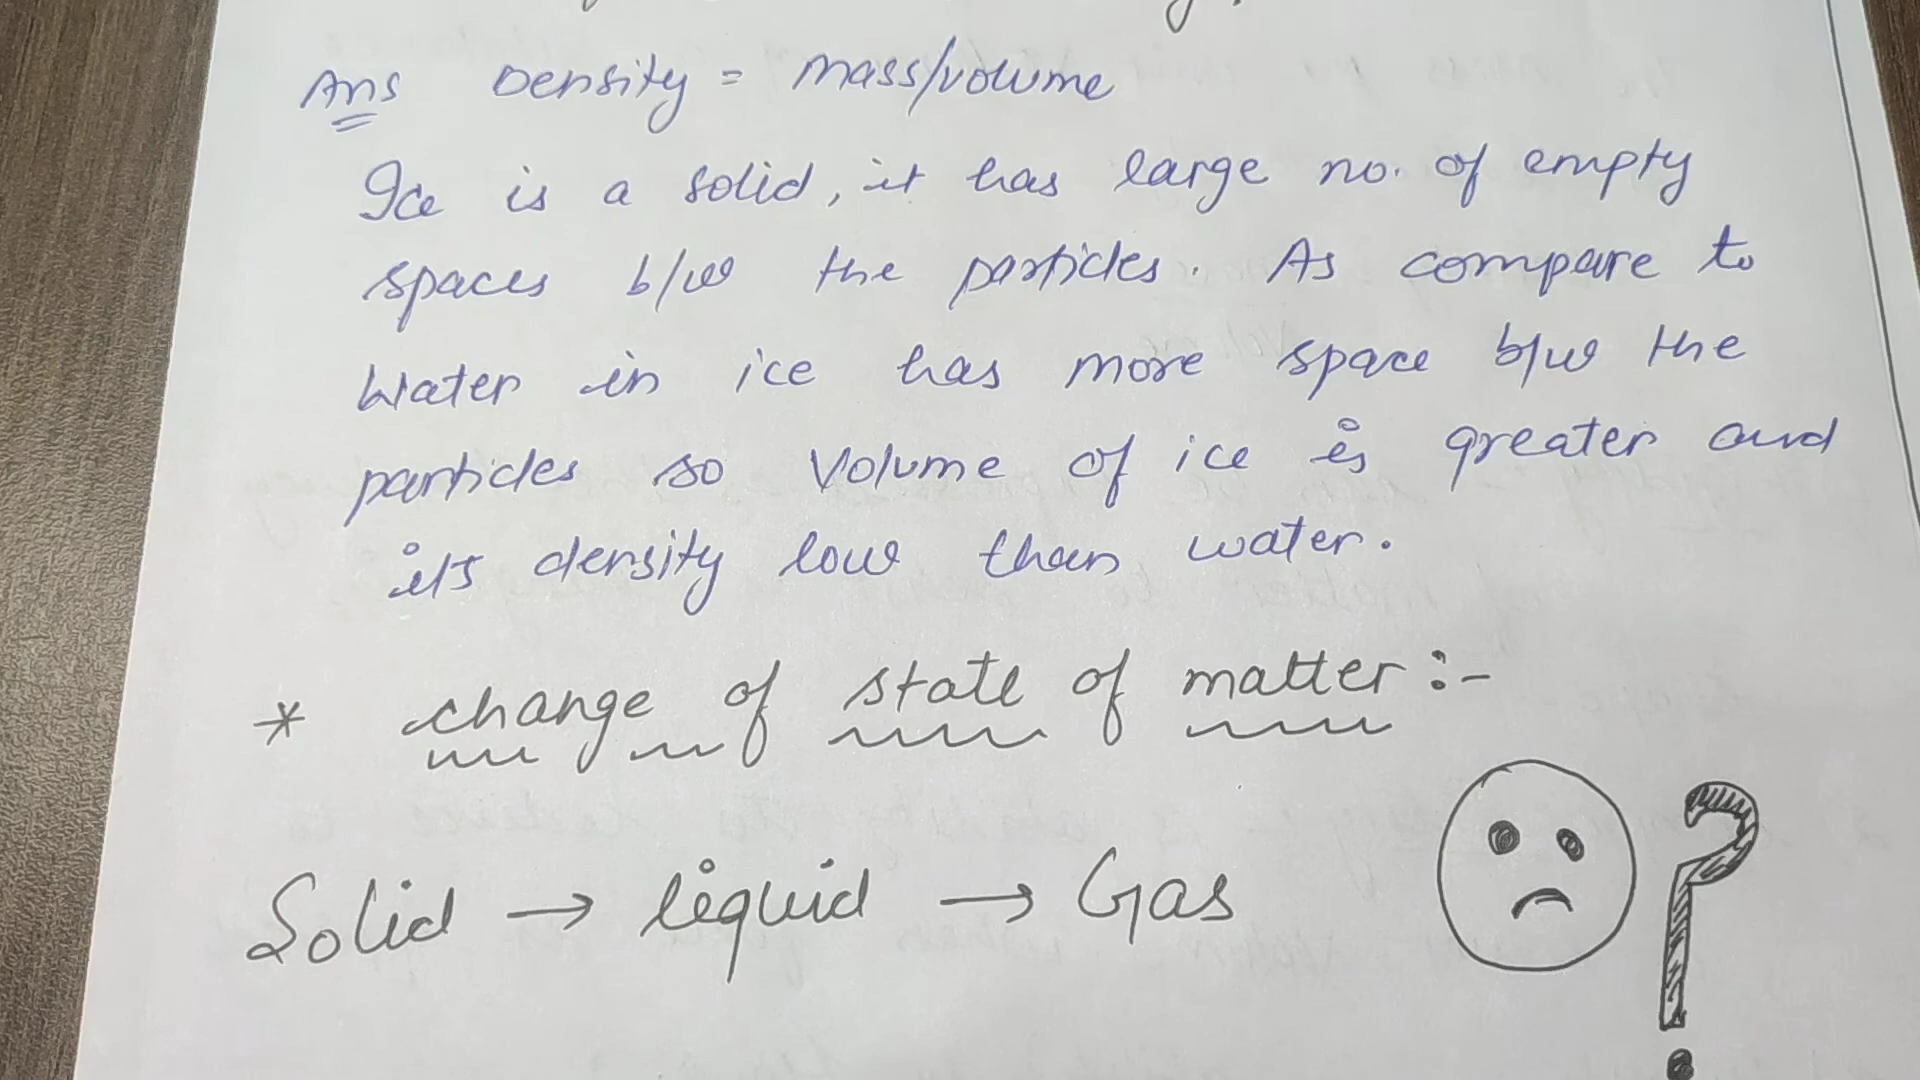 Ans Density = mass/volume
Ice is a solid, it has large no. of empty
spaces b/w the particles. As compare to
water in ice has more space b/w the
particles so Volume of ice is greater and
it's density low than water.
* change of state of matter :-
Solid → liquid → Gas
?